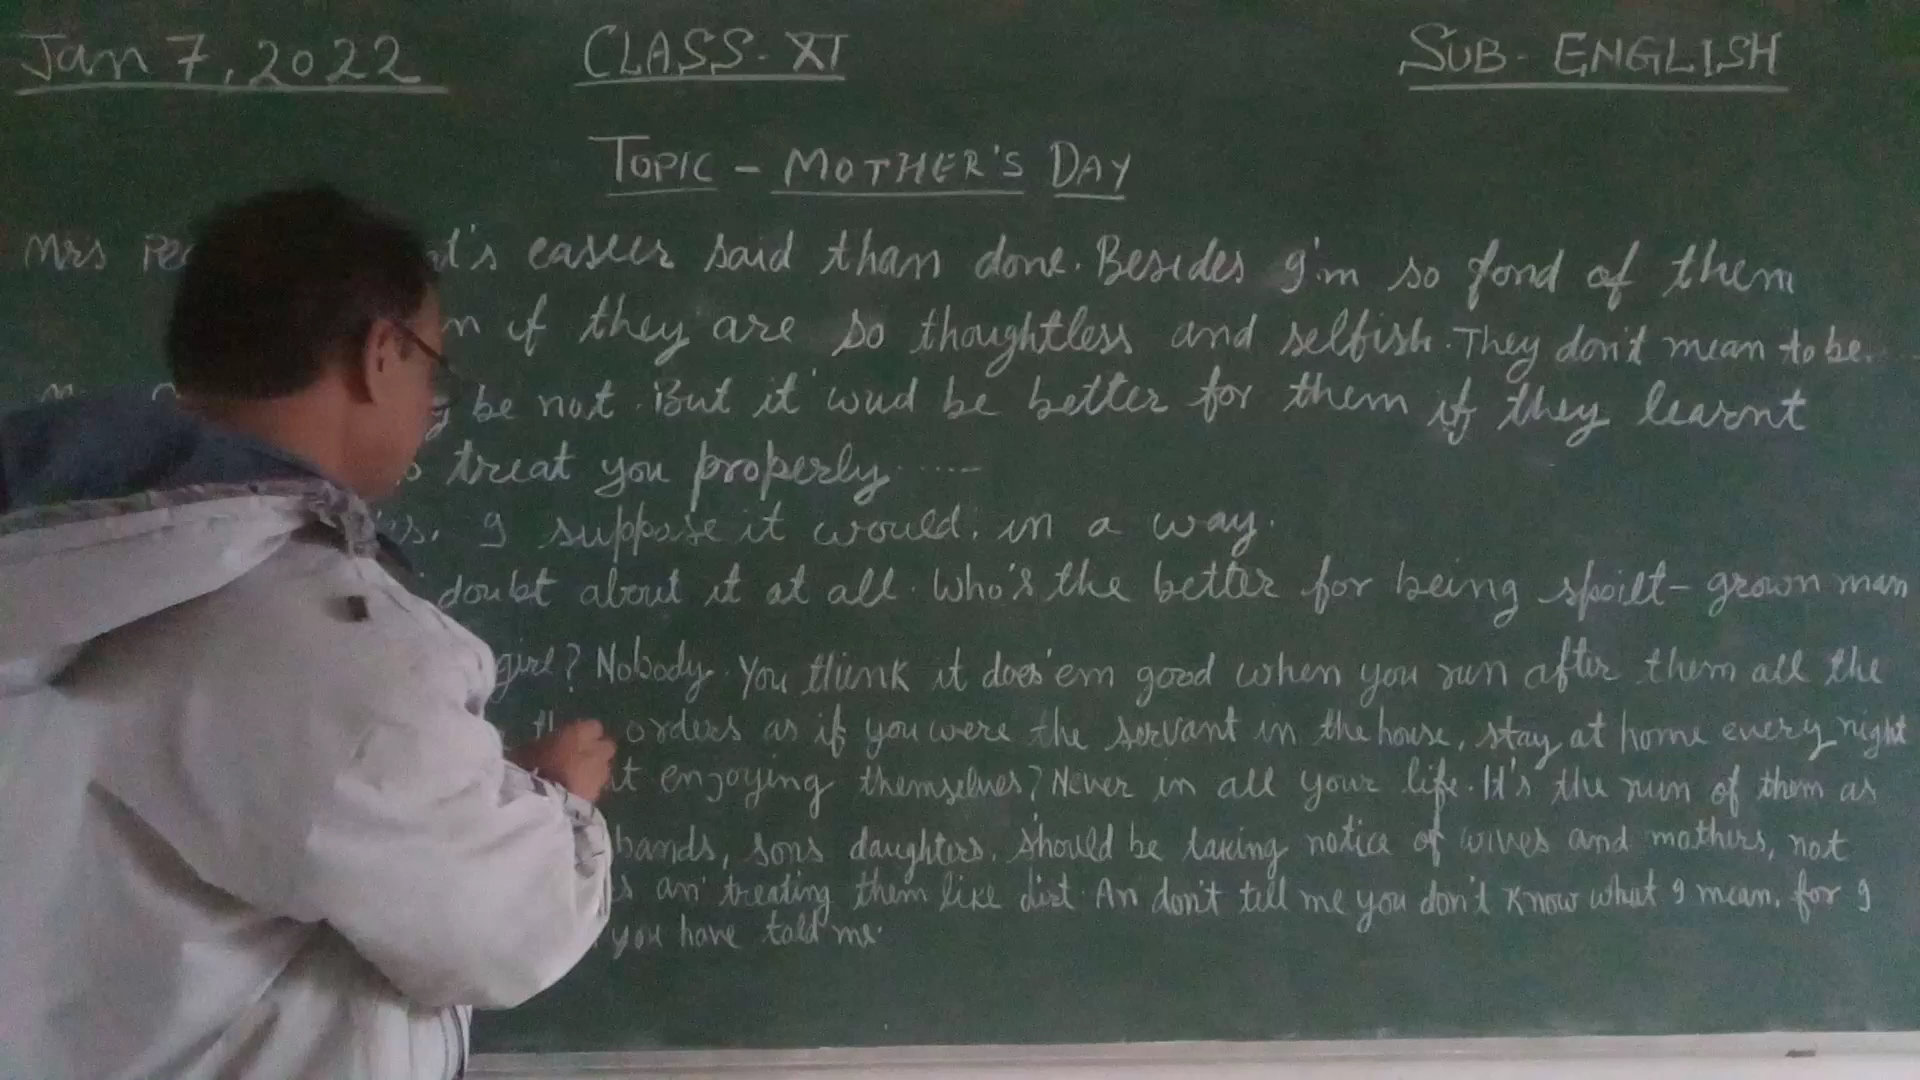 Jan 7, 2022 CLASS-XI SUB-ENGLISH
TOPIC - MOTHER'S DAY
Mrs easier said than done. Besides I'm so fond of them
if they are so thoughtless and selfish. They don't mean to be....
be not. But it wud be better for them if they learnt
treat you properly ......
I suppose it would, in a way.
doubt about it at all. Who's the better for being spoilt- grown man
girl? Nobody. You think it does'em good when you run after them all the
orders as if you were the servant in the house, stay at home every night
enjoying themselves? Never in all your life. It's the ruin of them as
sons daughters, should be taking notice of wives and mothers, not
an' treating them like dirt. An don't tell me you don't know what I mean, for I
you have told me.